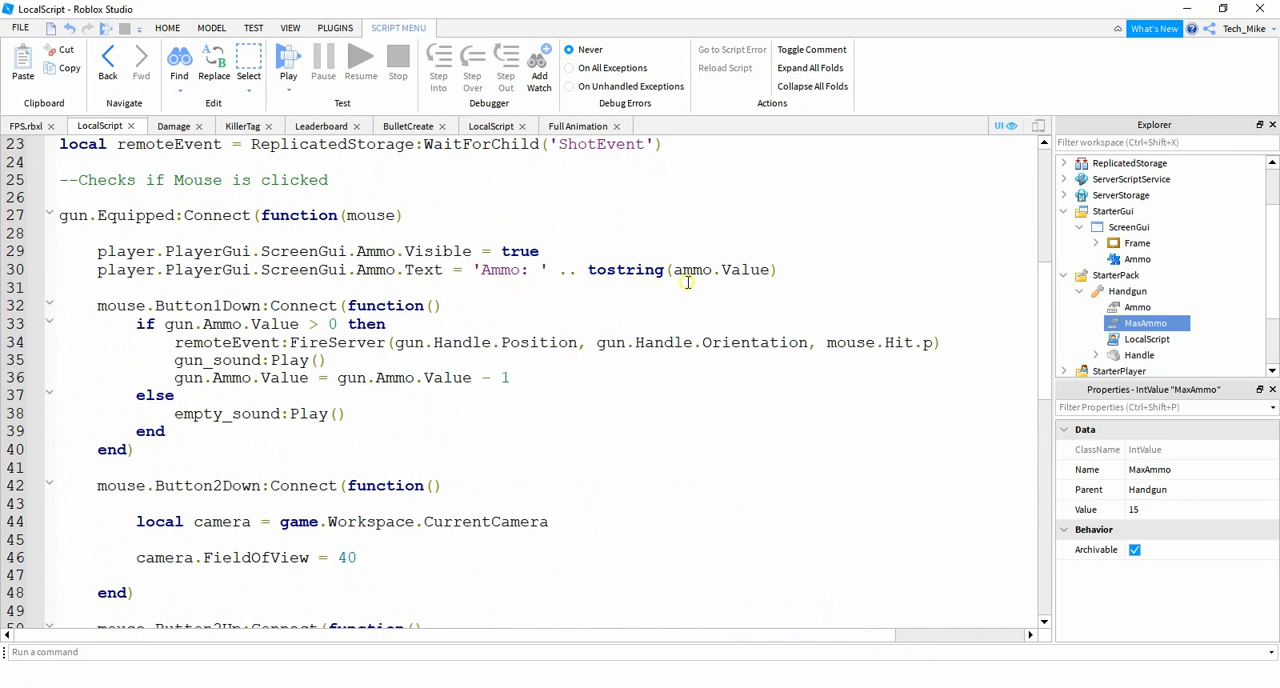 LocalScript - Roblox Studio
FILE HOME MODEL TEST VIEW PLUGINS SCRIPT MENU What's New Tech_Mike
Paste Cut Copy Back Fwd Find Replace Select Play Pause Resume Stop Step Into Step Over Step Out Add Watch Never On All Exceptions On Unhandled Exceptions Go to Script Error Reload Script Toggle Comment Expand All Folds Collapse All Folds
Clipboard Navigate Edit Test Debugger Debug Errors Actions
FPS.rbxl LocalScript Damage KillerTag Leaderboard BulletCreate LocalScript Full Animation UI
23 local remoteEvent = ReplicatedStorage:WaitForChild('ShotEvent')
24
25 --Checks if Mouse is clicked
26
27 gun.Equipped:Connect(function(mouse)
28
29 player.PlayerGui.ScreenGui.Ammo.Visible = true
30 player.PlayerGui.ScreenGui.Ammo.Text = 'Ammo: ' .. tostring(ammo.Value)
31
32 mouse.Button1Down:Connect(function()
33 if gun.Ammo.Value > 0 then
34 remoteEvent:FireServer(gun.Handle.Position, gun.Handle.Orientation, mouse.Hit.p)
35 gun_sound:Play()
36 gun.Ammo.Value = gun.Ammo.Value - 1
37 else
38 empty_sound:Play()
39 end
40 end)
41
42 mouse.Button2Down:Connect(function()
43
44 local camera = game.Workspace.CurrentCamera
45
46 camera.FieldOfView = 40
47
48 end)
49
50 mouse.Button2Up:Connect(function()
Run a command
Explorer
Filter workspace (Ctrl+Shift+X)
ReplicatedStorage
ServerScriptService
ServerStorage
StarterGui
ScreenGui
Frame
Ammo
StarterPack
Handgun
Ammo
MaxAmmo
LocalScript
Handle
StarterPlayer
Properties - IntValue "MaxAmmo"
Filter Properties (Ctrl+Shift+P)
Data
ClassName IntValue
Name MaxAmmo
Parent Handgun
Value 15
Behavior
Archivable